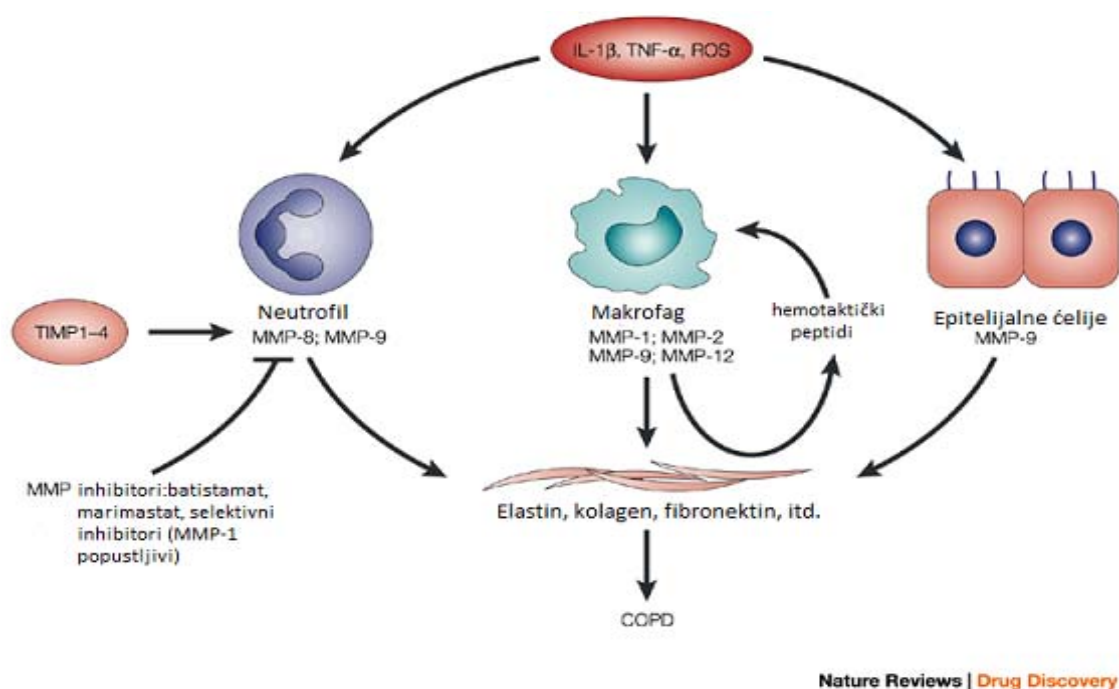 IL-1β, TNF-α, ROS
Neutrofil
MMP-8; MMP-9
TIMP1–4
Makrofag
MMP-1; MMP-2
MMP-9; MMP-12
hemotaktički
peptidi
Epitelijalne ćelije
MMP-9
MMP inhibitori:batistamat,
marimastat, selektivni
inhibitori (MMP-1
popustljivi)
Elastin, kolagen, fibronektin, itd.
COPD
Nature Reviews | Drug Discovery